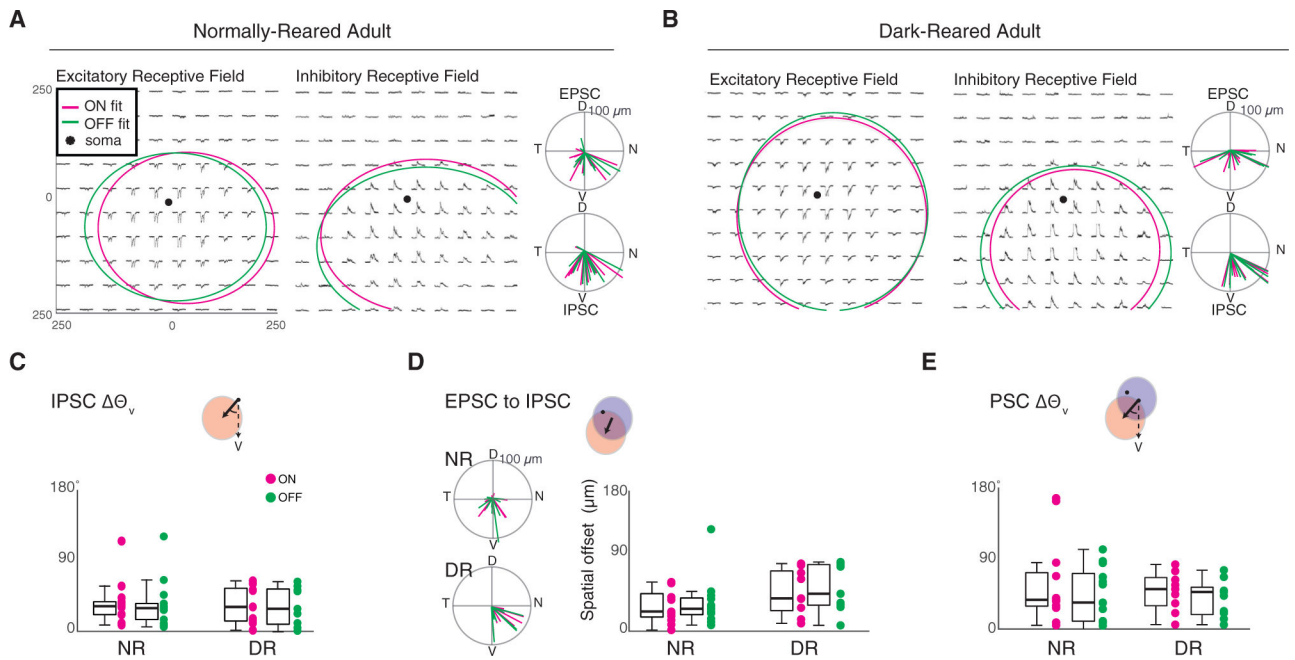 A
Normally-Reared Adult
Excitatory Receptive Field
Inhibitory Receptive Field
250
ON fit
OFF fit
soma
0
250
250
0
250
EPSC
D
100 µm
T
N
V
D
T
N
V
IPSC
B
Dark-Reared Adult
Excitatory Receptive Field
Inhibitory Receptive Field
EPSC
D
100 µm
T
N
V
D
T
N
V
IPSC
C
IPSC ΔΘv
V
ON
OFF
180°
90
0
NR
DR
D
EPSC to IPSC
NR
D
100 µm
T
N
V
DR
D
T
N
V
Spatial offset (µm)
180
90
0
NR
DR
E
PSC ΔΘv
V
180°
90
0
NR
DR